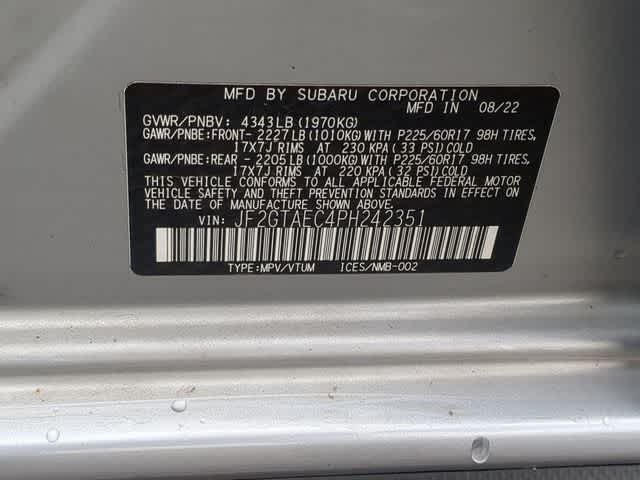 MFD BY SUBARU CORPORATION
MFD IN 08/22
GVWR/PNBV: 4343LB(1970KG)
GAWR/PNBE:FRONT- 2227LB(1010KG)WITH P225/60R17 98H TIRES,
17X7J RIMS AT 230 KPA(33 PSI)COLD
GAWR/PNBE:REAR - 2205LB(1000KG)WITH P225/60R17 98H TIRES,
17X7J RIMS AT 220 KPA(32 PSI)COLD
THIS VEHICLE CONFORMS TO ALL APPLICABLE FEDERAL MOTOR
VEHICLE SAFETY AND THEFT PREVENTION STANDARDS IN EFFECT ON
THE DATE OF MANUFACTURE SHOWN ABOVE.
VIN: JF2GTAEC4PH242351
TYPE:MPV/VTUM ICES/NMB-002